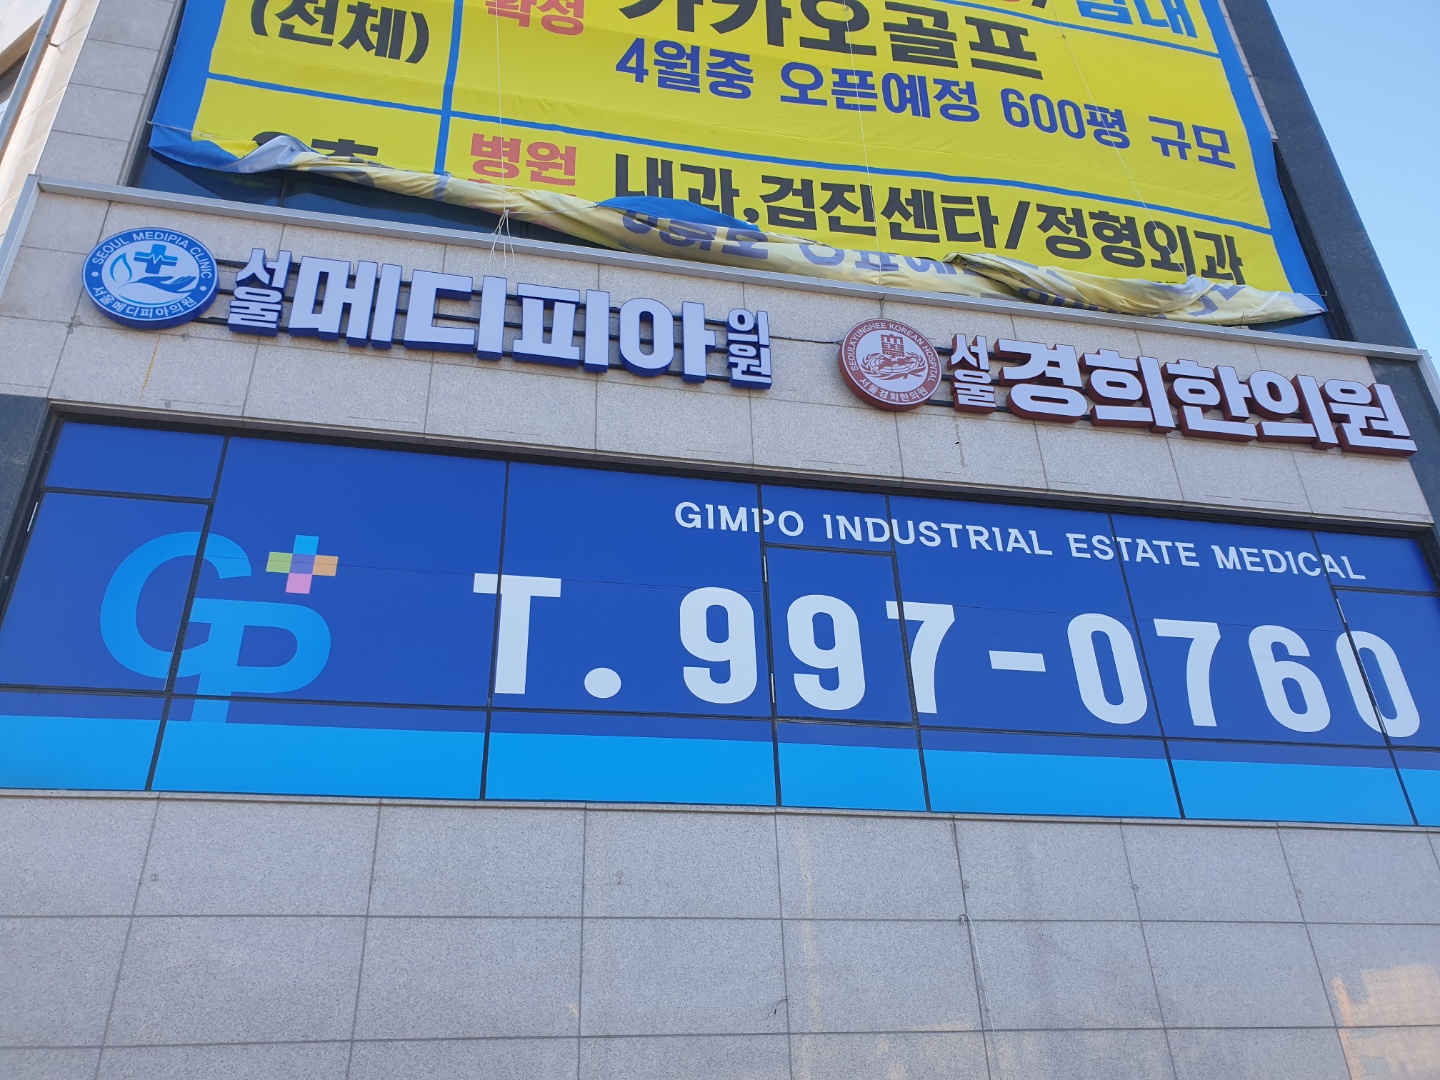 (전체)
확정
카카오골프
4월중 오픈예정 600평 규모
병원
내과,검진센타/정형외과
SEOUL MEDIPIA CLINIC
서울메디피아의원
서울메디피아의원
SEOULKYUNGHEE KOREAN HOSPITAL
서울경희한의원
서울경희한의원
GIMPO INDUSTRIAL ESTATE MEDICAL
GP
T. 997-0760